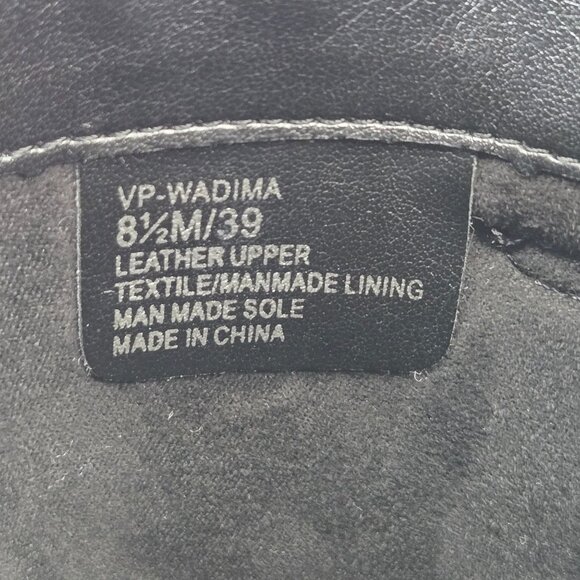 VP-WADIMA
8½M/39
LEATHER UPPER
TEXTILE/MANMADE LINING
MAN MADE SOLE
MADE IN CHINA